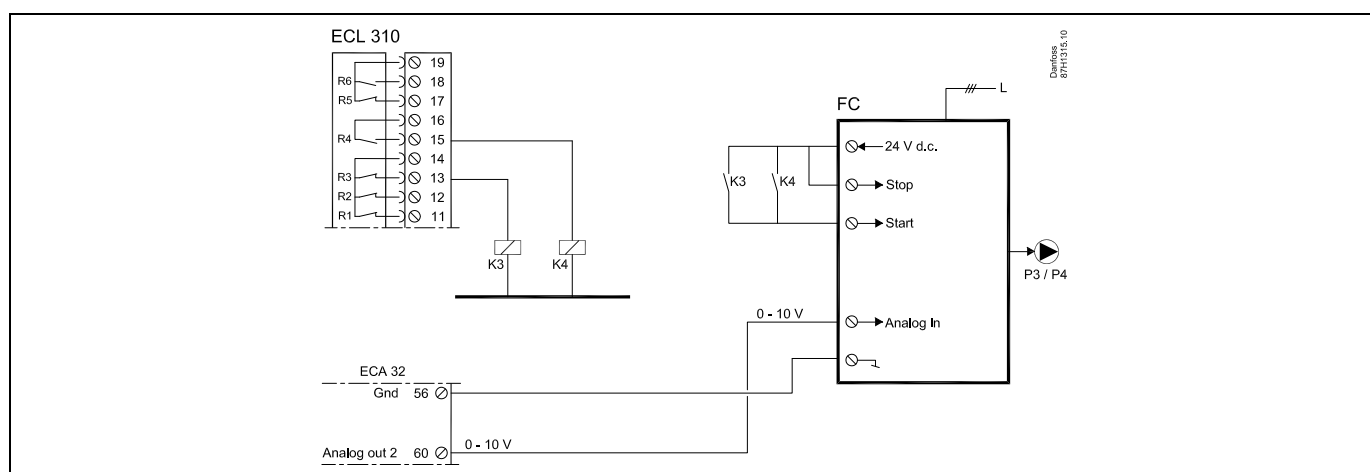 ECL 310
19
R6 18
R5 17
16
R4 15
14
R3 13
R2 12
R1 11
K3
K4
Danfoss
87H1315.10
L
FC
24 V d.c.
K3
K4
Stop
Start
P3 / P4
0 - 10 V
Analog In
ECA 32
Gnd 56
Analog out 2 60
0 - 10 V